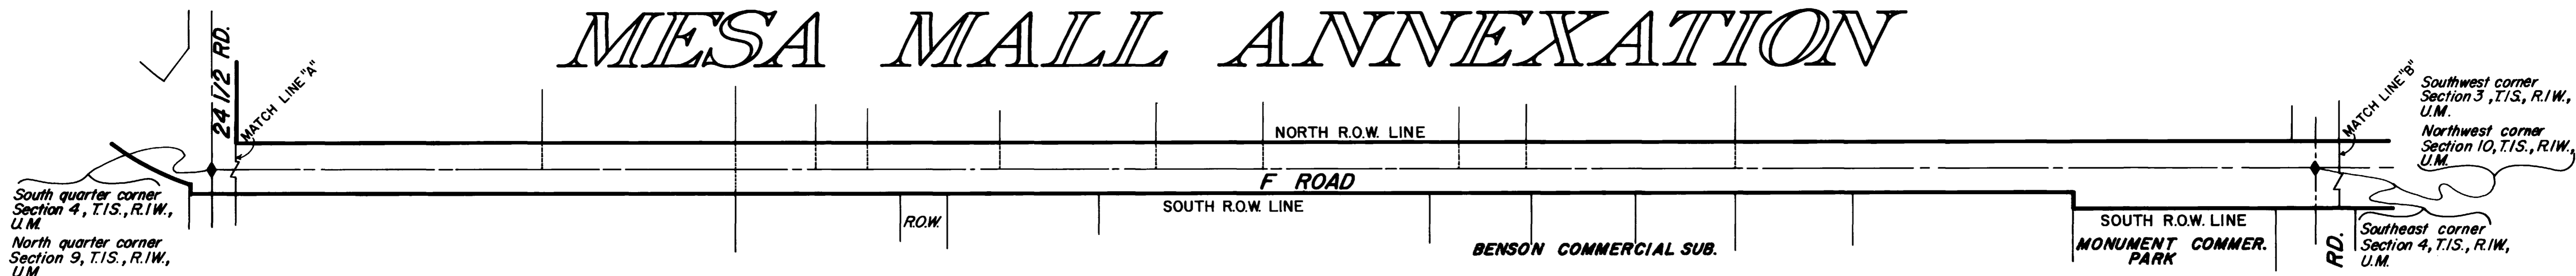 MESA MALL ANNEXATION
24 1/2 RD.
MATCH LINE "A"
NORTH R.O.W. LINE
MATCH LINE "B"
Southwest corner
Section 3, T.1S., R.1W.,
U.M.
Northwest corner
Section 10, T.1S., R.1W.,
U.M.
F ROAD
South quarter corner
Section 4, T.1S., R.1W.,
U.M.
North quarter corner
Section 9, T.1S., R.1W.,
U.M.
R.O.W.
SOUTH R.O.W. LINE
BENSON COMMERCIAL SUB.
SOUTH R.O.W. LINE
MONUMENT COMMER.
PARK
RD.
Southeast corner
Section 4, T.1S., R.1W,
U.M.